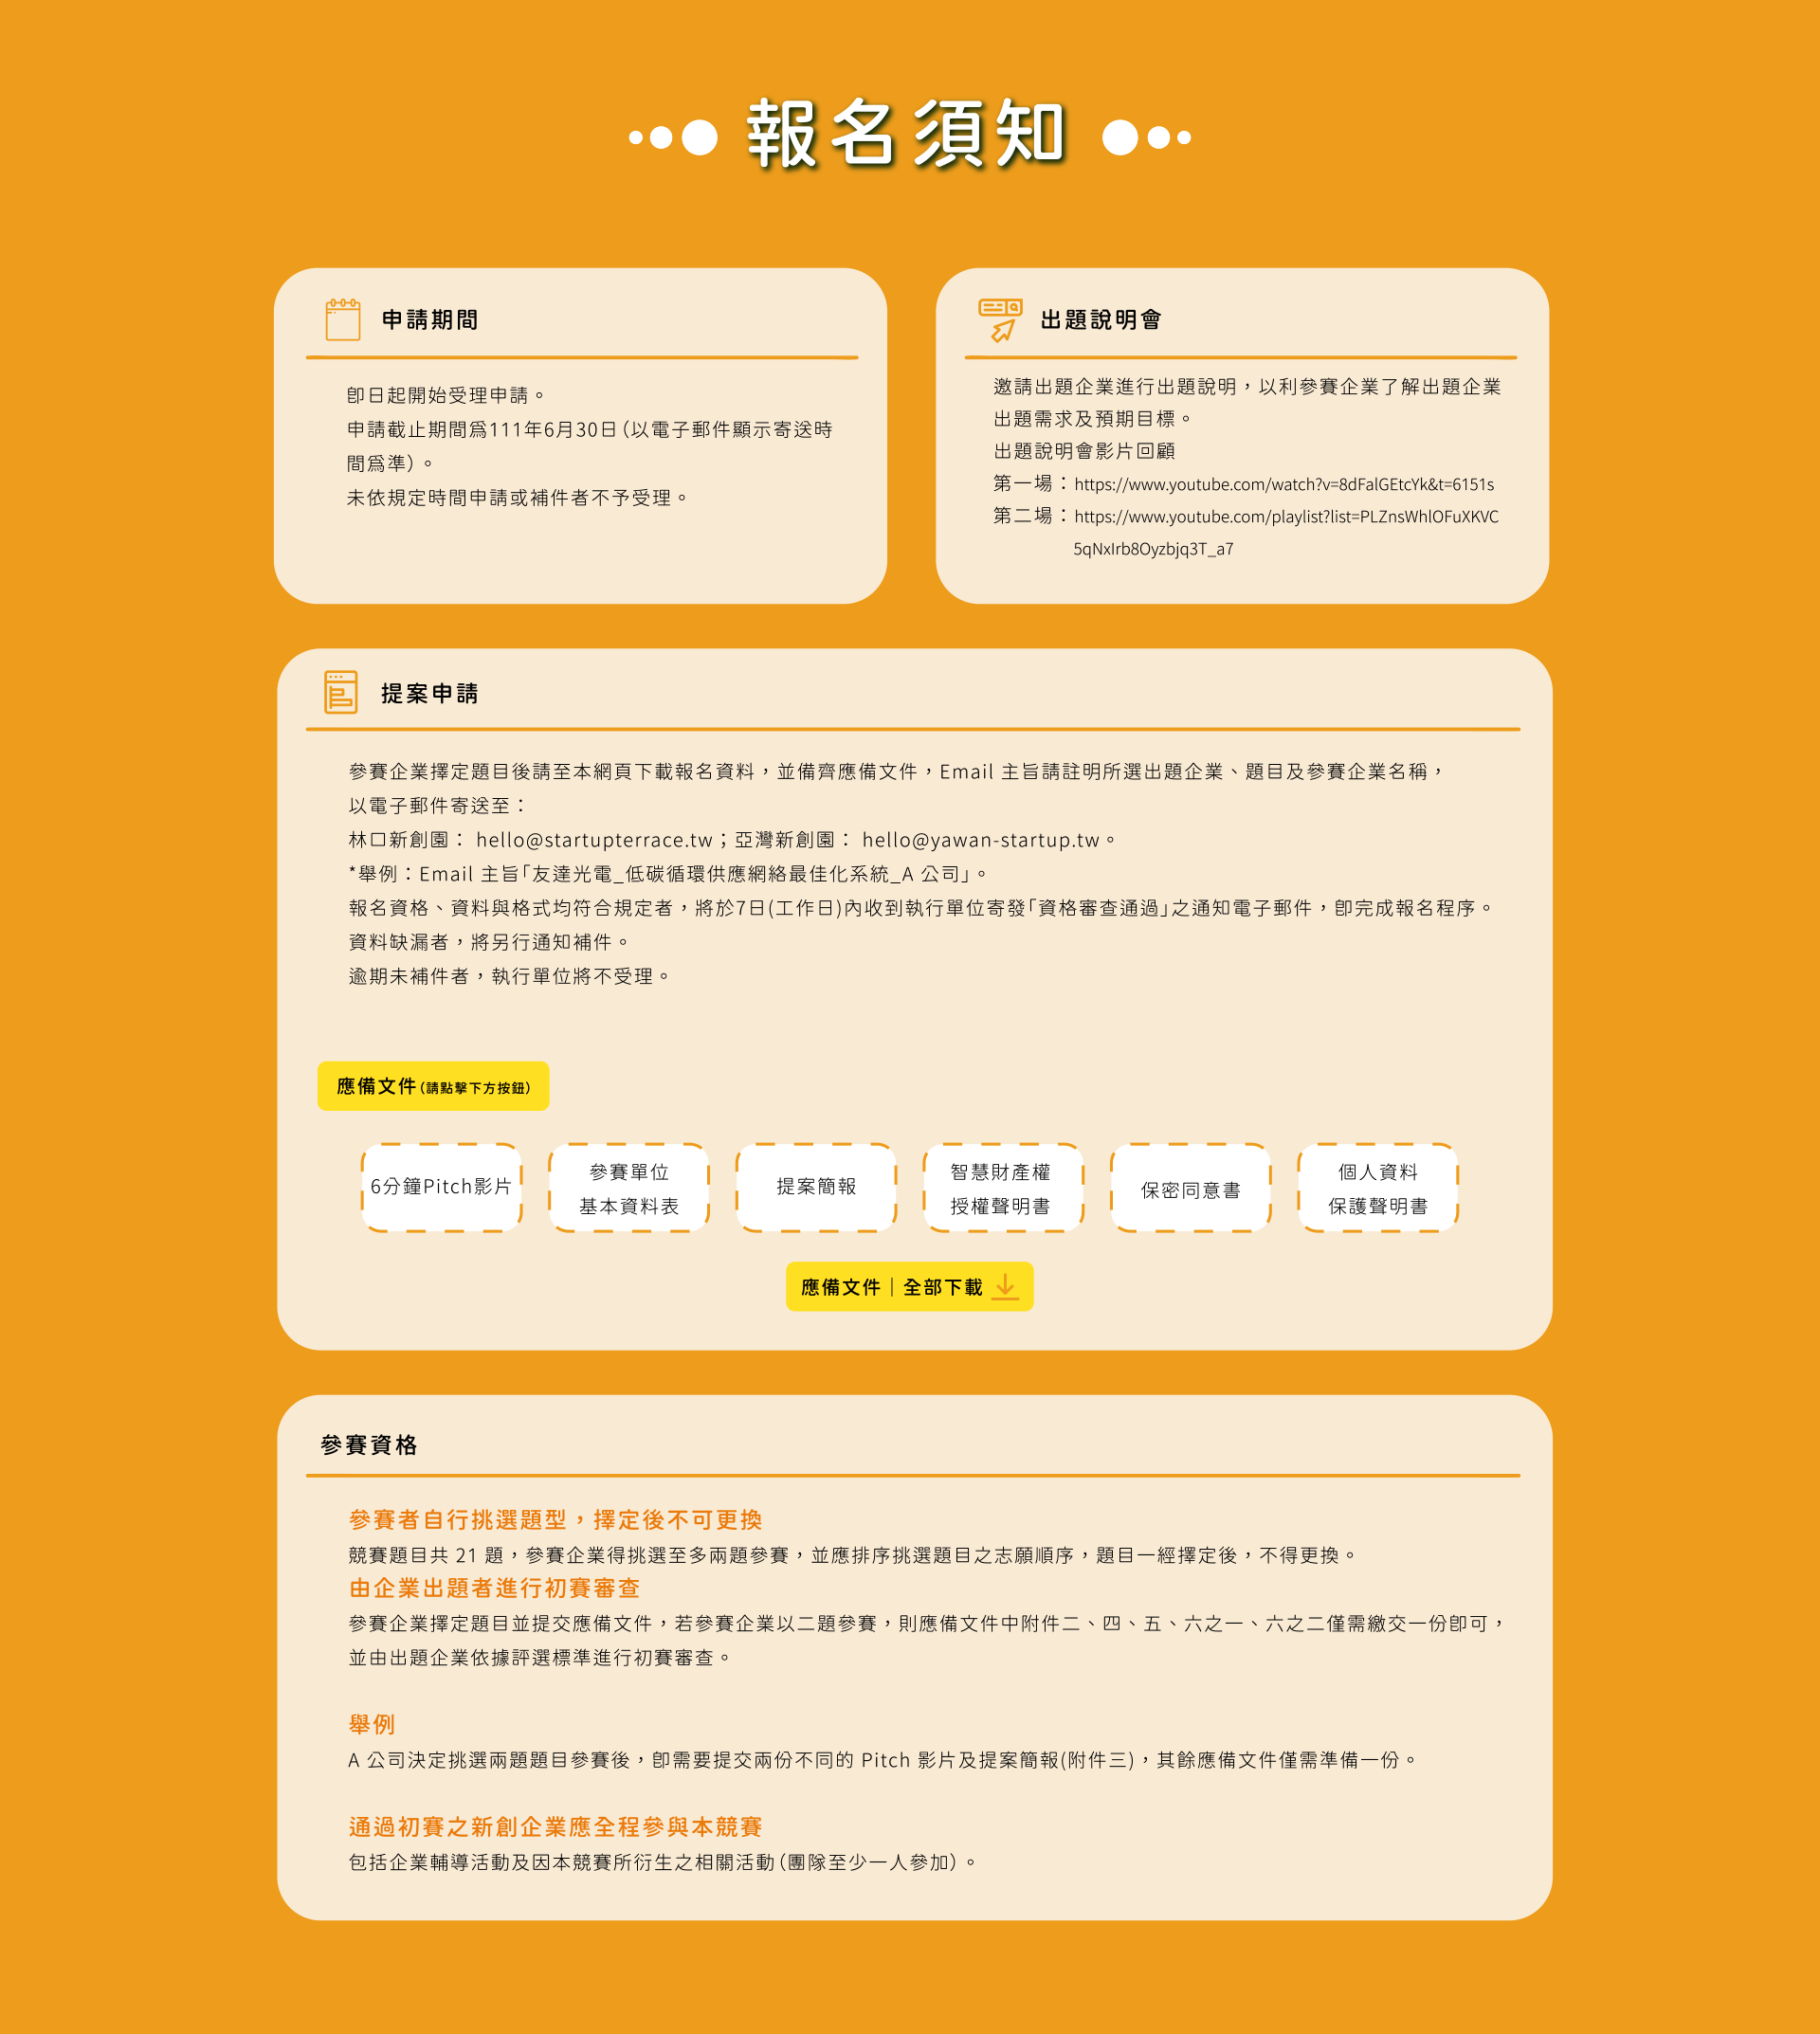 報名須知
申請期間
即日起開始受理申請。
申請截止期間為111年6月30日(以電子郵件顯示寄送時
間為準)。
未依規定時間申請或補件者不予受理。
出題說明會
邀請出題企業進行出題說明，以利參賽企業了解出題企業
出題需求及預期目標。
出題說明會影片回顧
第一場：https://www.youtube.com/watch?v=8dFalGEtcYk&t=6151s
第二場：https://www.youtube.com/playlist?list=PLZnsWhlOFuXKVC
5qNxIrb8Oyzbjq3T_a7
提案申請
參賽企業擇定題目後請至本網頁下載報名資料，並備齊應備文件，Email 主旨請註明所選出題企業、題目及參賽企業名稱，
以電子郵件寄送至：
林口新創園： hello@startupterrace.tw；亞灣新創園： hello@yawan-startup.tw。
*舉例：Email 主旨「友達光電_低碳循環供應網絡最佳化系統_A 公司」。
報名資格、資料與格式均符合規定者，將於7日(工作日)內收到執行單位寄發「資格審查通過」之通知電子郵件，即完成報名程序。
資料缺漏者，將另行通知補件。
逾期未補件者，執行單位將不受理。
應備文件(請點擊下方按鈕)
6分鐘Pitch影片
參賽單位
基本資料表
提案簡報
智慧財產權
授權聲明書
保密同意書
個人資料
保護聲明書
應備文件｜全部下載
參賽資格
參賽者自行挑選題型，擇定後不可更換
競賽題目共 21 題，參賽企業得挑選至多兩題參賽，並應排序挑選題目之志願順序，題目一經擇定後，不得更換。
由企業出題者進行初賽審查
參賽企業擇定題目並提交應備文件，若參賽企業以二題參賽，則應備文件中附件二、四、五、六之一、六之二僅需繳交一份即可，
並由出題企業依據評選標準進行初賽審查。
舉例
A 公司決定挑選兩題題目參賽後，即需要提交兩份不同的 Pitch 影片及提案簡報(附件三)，其餘應備文件僅需準備一份。
通過初賽之新創企業應全程參與本競賽
包括企業輔導活動及因本競賽所衍生之相關活動(團隊至少一人參加)。